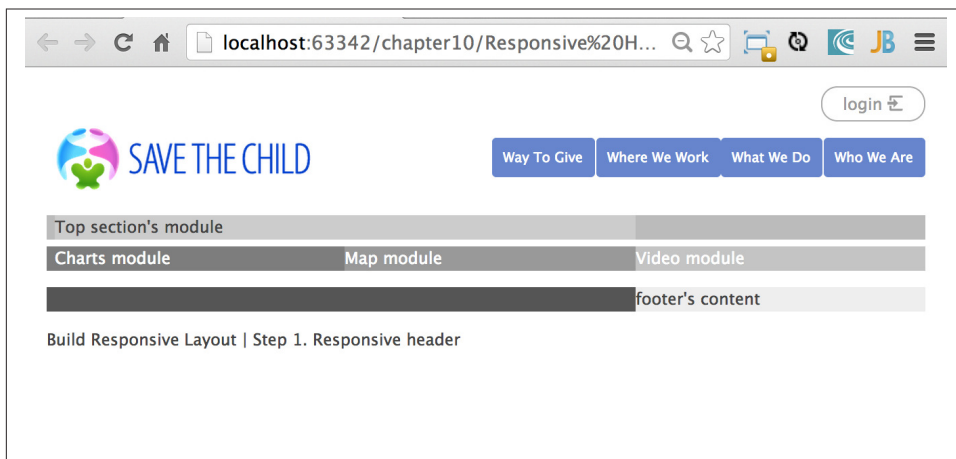 localhost:63342/chapter10/Responsive%20H...
JB
login
SAVE THE CHILD
Way To Give Where We Work What We Do Who We Are
Top section's module
Charts module Map module Video module
footer's content
Build Responsive Layout | Step 1. Responsive header